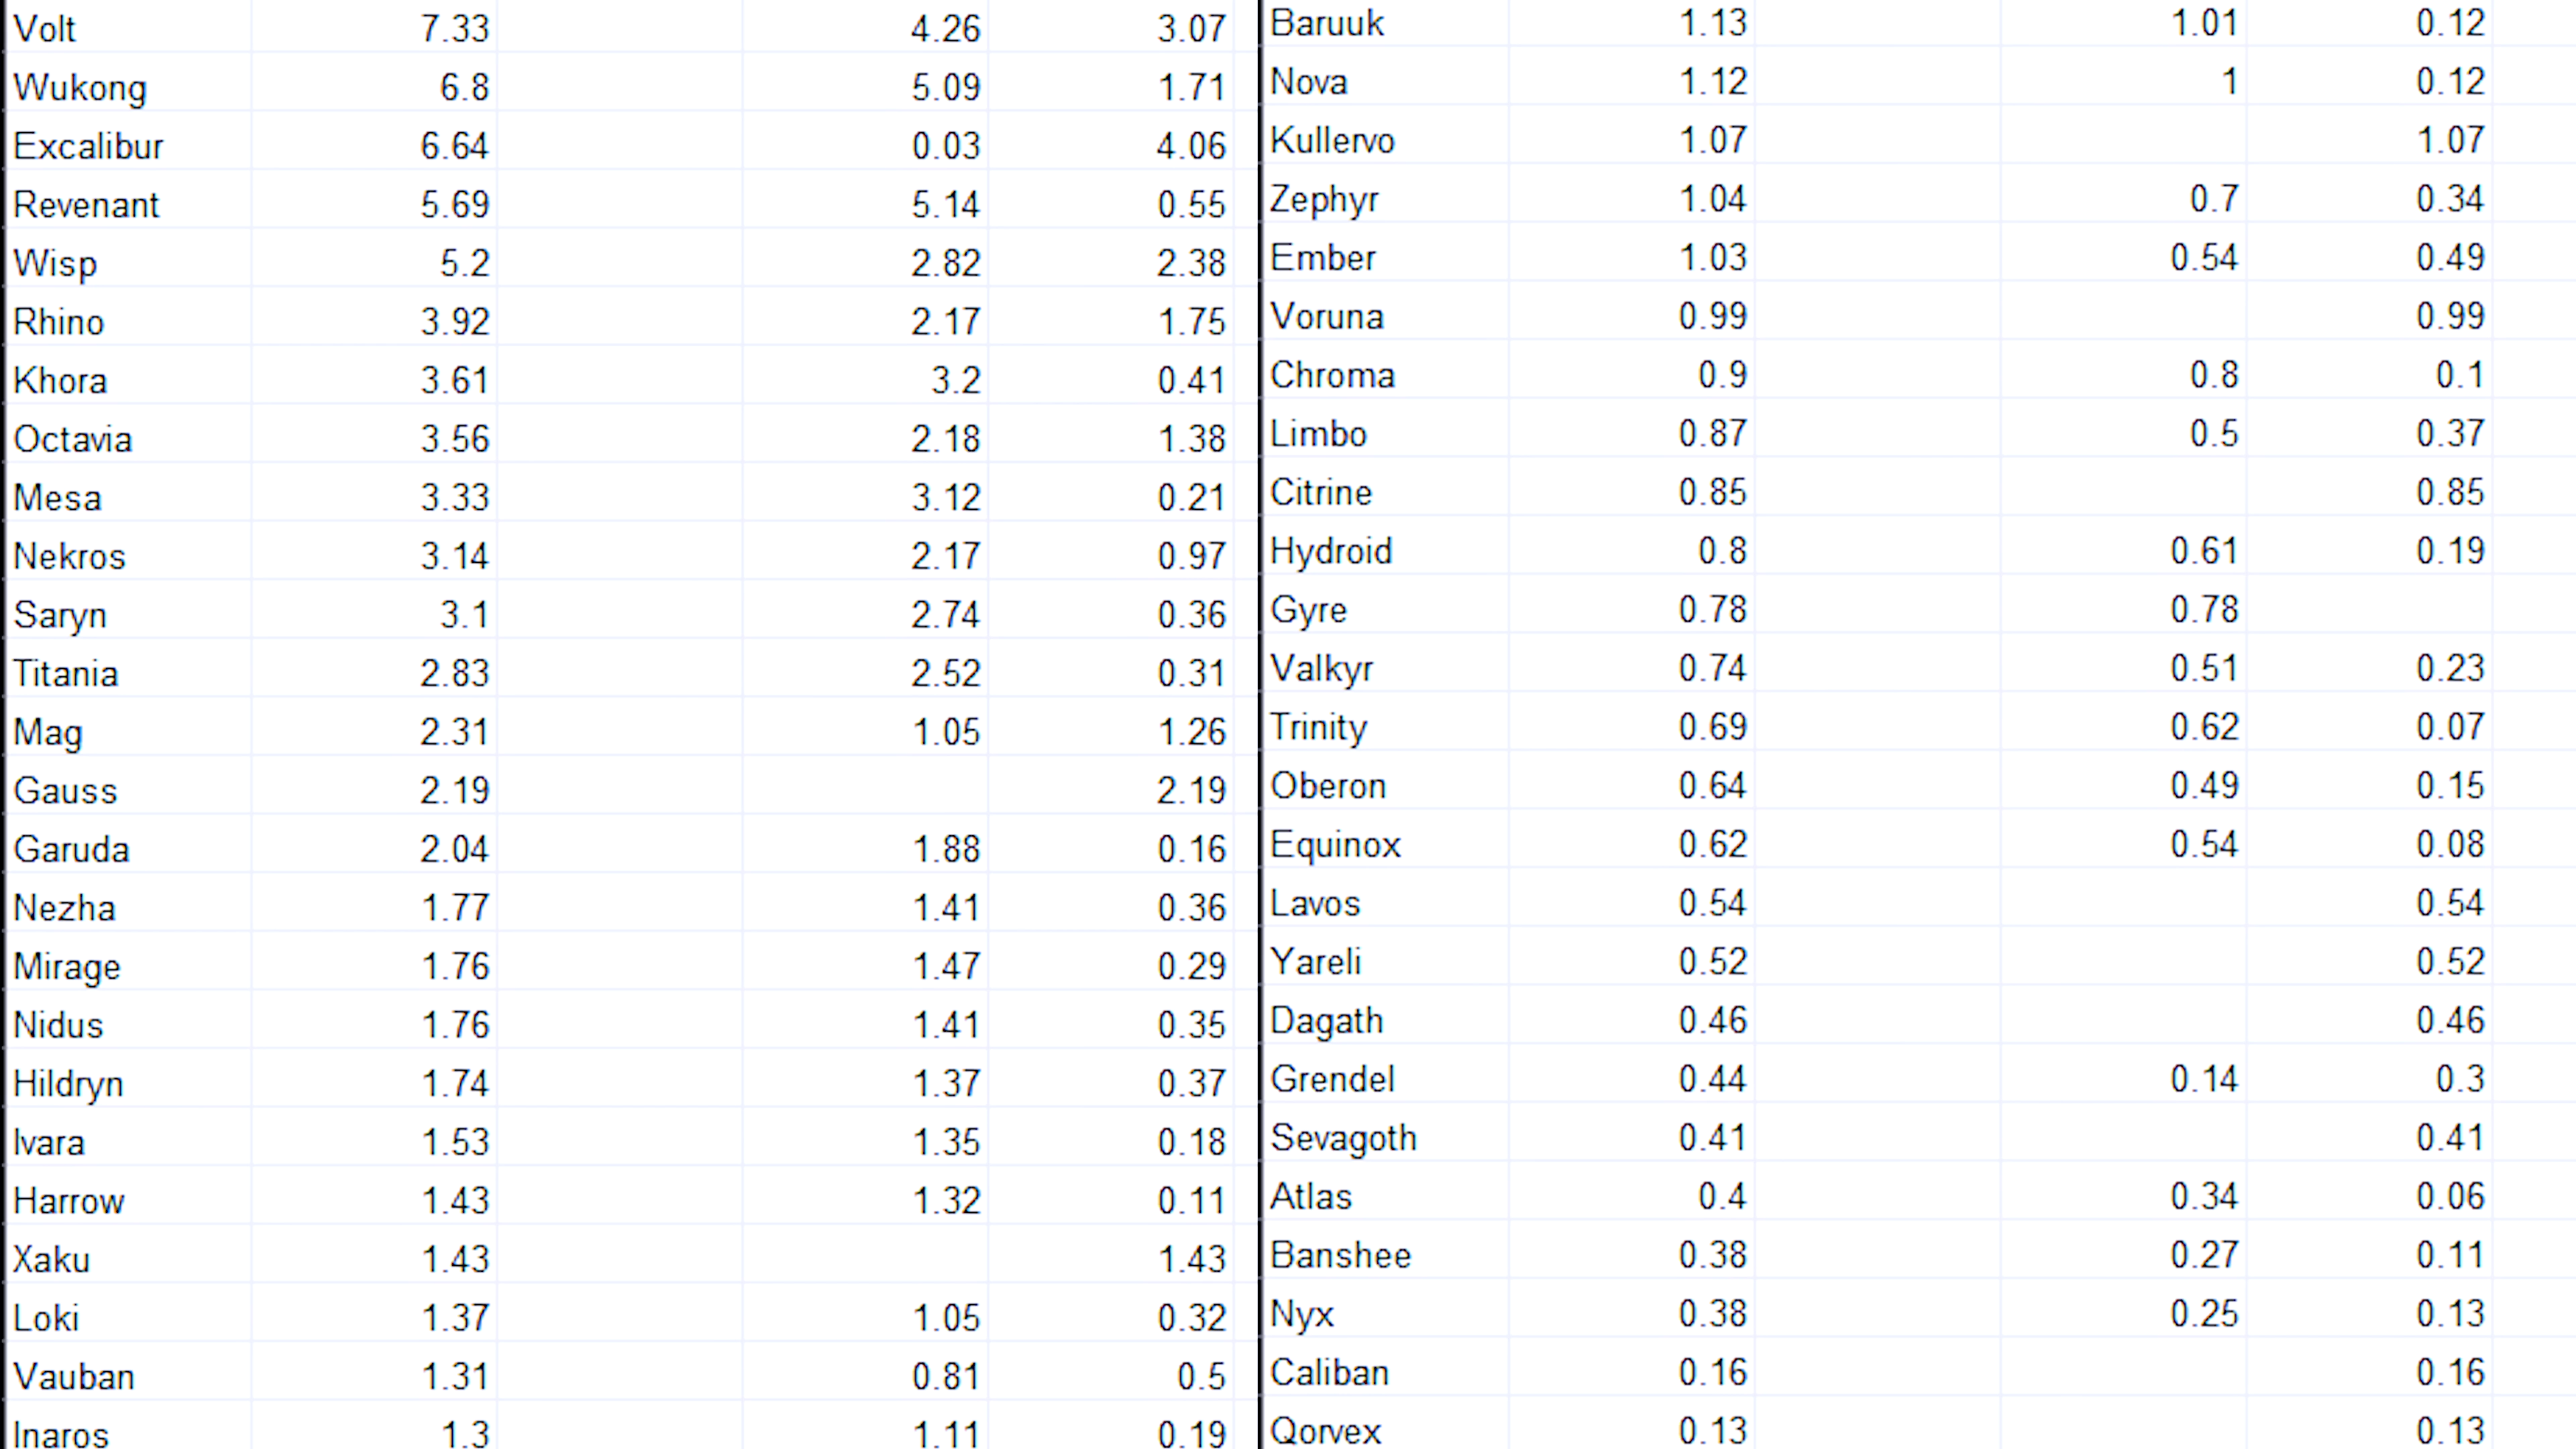 Volt 7.33 4.26 3.07
Wukong 6.8 5.09 1.71
Excalibur 6.64 0.03 4.06
Revenant 5.69 5.14 0.55
Wisp 5.2 2.82 2.38
Rhino 3.92 2.17 1.75
Khora 3.61 3.2 0.41
Octavia 3.56 2.18 1.38
Mesa 3.33 3.12 0.21
Nekros 3.14 2.17 0.97
Saryn 3.1 2.74 0.36
Titania 2.83 2.52 0.31
Mag 2.31 1.05 1.26
Gauss 2.19 2.19
Garuda 2.04 1.88 0.16
Nezha 1.77 1.41 0.36
Mirage 1.76 1.47 0.29
Nidus 1.76 1.41 0.35
Hildryn 1.74 1.37 0.37
Ivara 1.53 1.35 0.18
Harrow 1.43 1.32 0.11
Xaku 1.43 1.43
Loki 1.37 1.05 0.32
Vauban 1.31 0.81 0.5
Inaros 1.3 1.11 0.19
Baruuk 1.13 1.01 0.12
Nova 1.12 1 0.12
Kullervo 1.07 1.07
Zephyr 1.04 0.7 0.34
Ember 1.03 0.54 0.49
Voruna 0.99 0.99
Chroma 0.9 0.8 0.1
Limbo 0.87 0.5 0.37
Citrine 0.85 0.85
Hydroid 0.8 0.61 0.19
Gyre 0.78 0.78
Valkyr 0.74 0.51 0.23
Trinity 0.69 0.62 0.07
Oberon 0.64 0.49 0.15
Equinox 0.62 0.54 0.08
Lavos 0.54 0.54
Yareli 0.52 0.52
Dagath 0.46 0.46
Grendel 0.44 0.14 0.3
Sevagoth 0.41 0.41
Atlas 0.4 0.34 0.06
Banshee 0.38 0.27 0.11
Nyx 0.38 0.25 0.13
Caliban 0.16 0.16
Qorvex 0.13 0.13